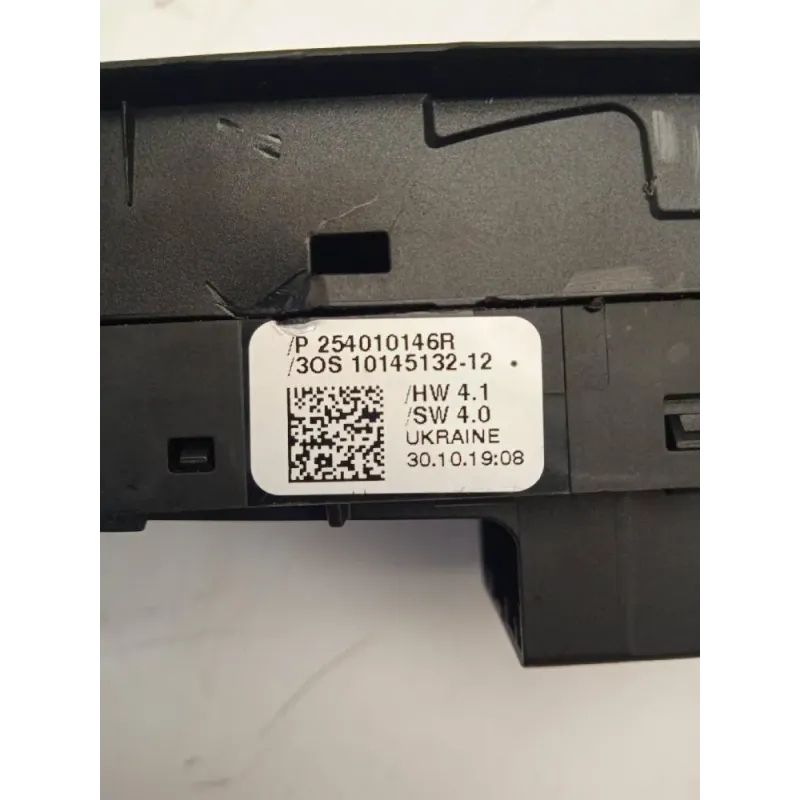 /P 254010146R
/3OS 10145132-12
/HW 4.1
/SW 4.0
UKRAINE
30.10.19:08